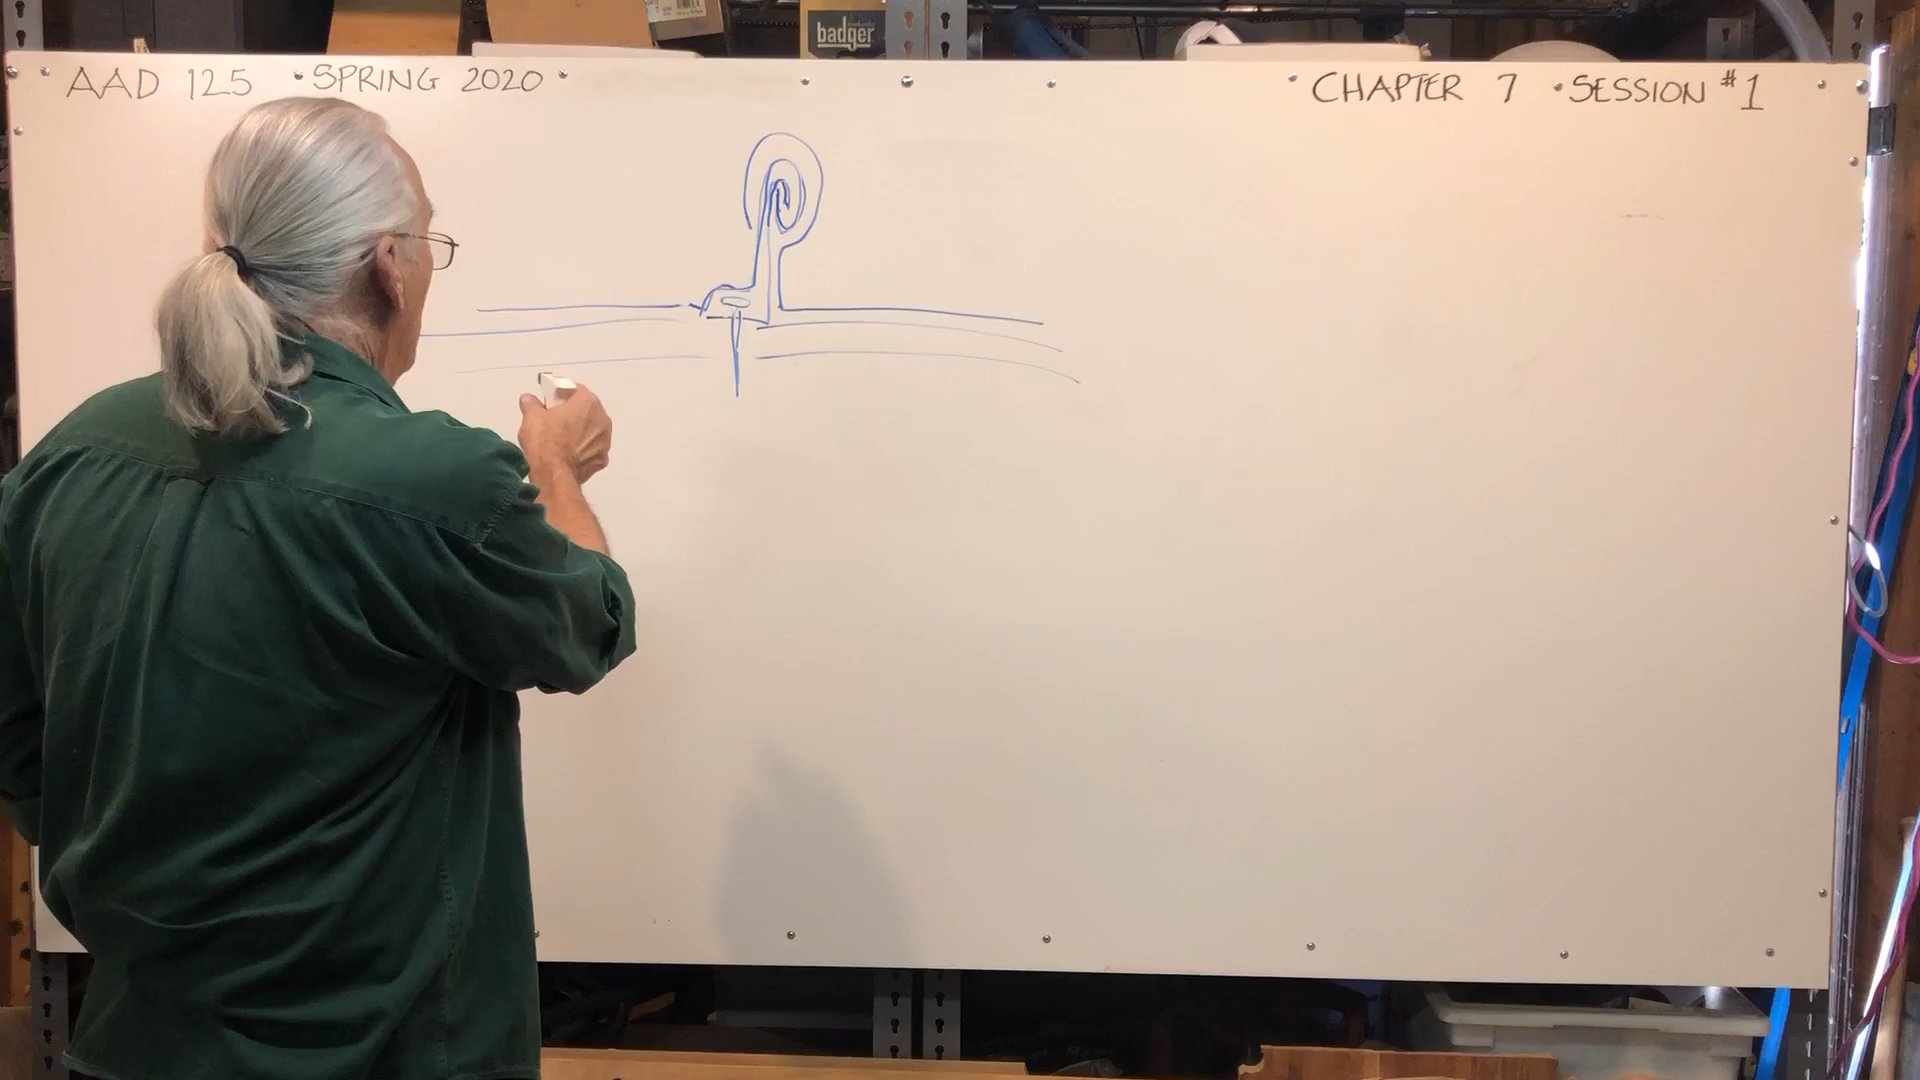 badger
AAD 125 • SPRING 2020
CHAPTER 7 • SESSION #1